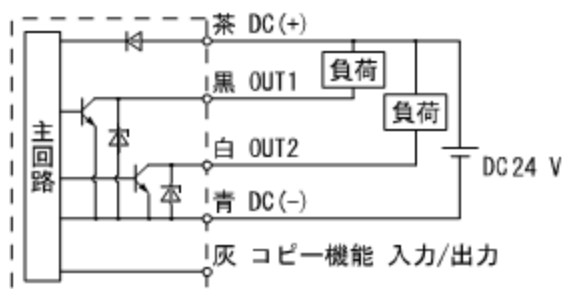 茶 DC(+)
負荷
黒 OUT1
負荷
主回路
白 OUT2
DC24 V
青 DC(-)
灰 コピー機能 入力/出力